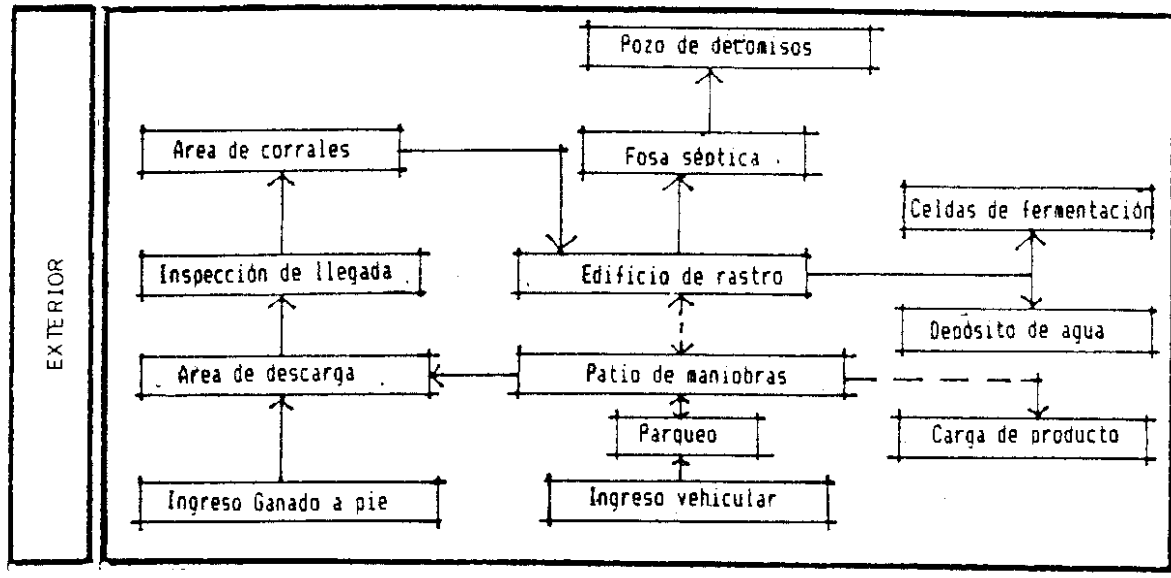 EXTERIOR
Pozo de decomisos
Area de corrales
Fosa séptica
Celdas de fermentación
Inspección de llegada
Edificio de rastro
Depósito de agua
Area de descarga
Patio de maniobras
Parqueo
Carga de producto
Ingreso Ganado a pie
Ingreso vehicular